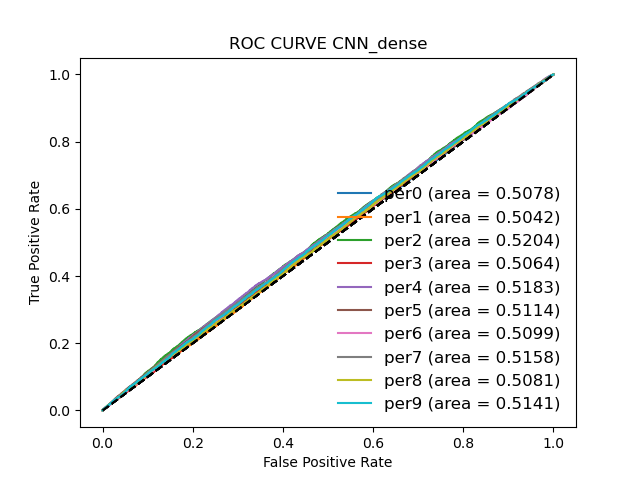 ROC CURVE CNN_dense
True Positive Rate
1.0
0.8
0.6
0.4
0.2
0.0
per0 (area = 0.5078)
per1 (area = 0.5042)
per2 (area = 0.5204)
per3 (area = 0.5064)
per4 (area = 0.5183)
per5 (area = 0.5114)
per6 (area = 0.5099)
per7 (area = 0.5158)
per8 (area = 0.5081)
per9 (area = 0.5141)
0.0 0.2 0.4 0.6 0.8 1.0
False Positive Rate